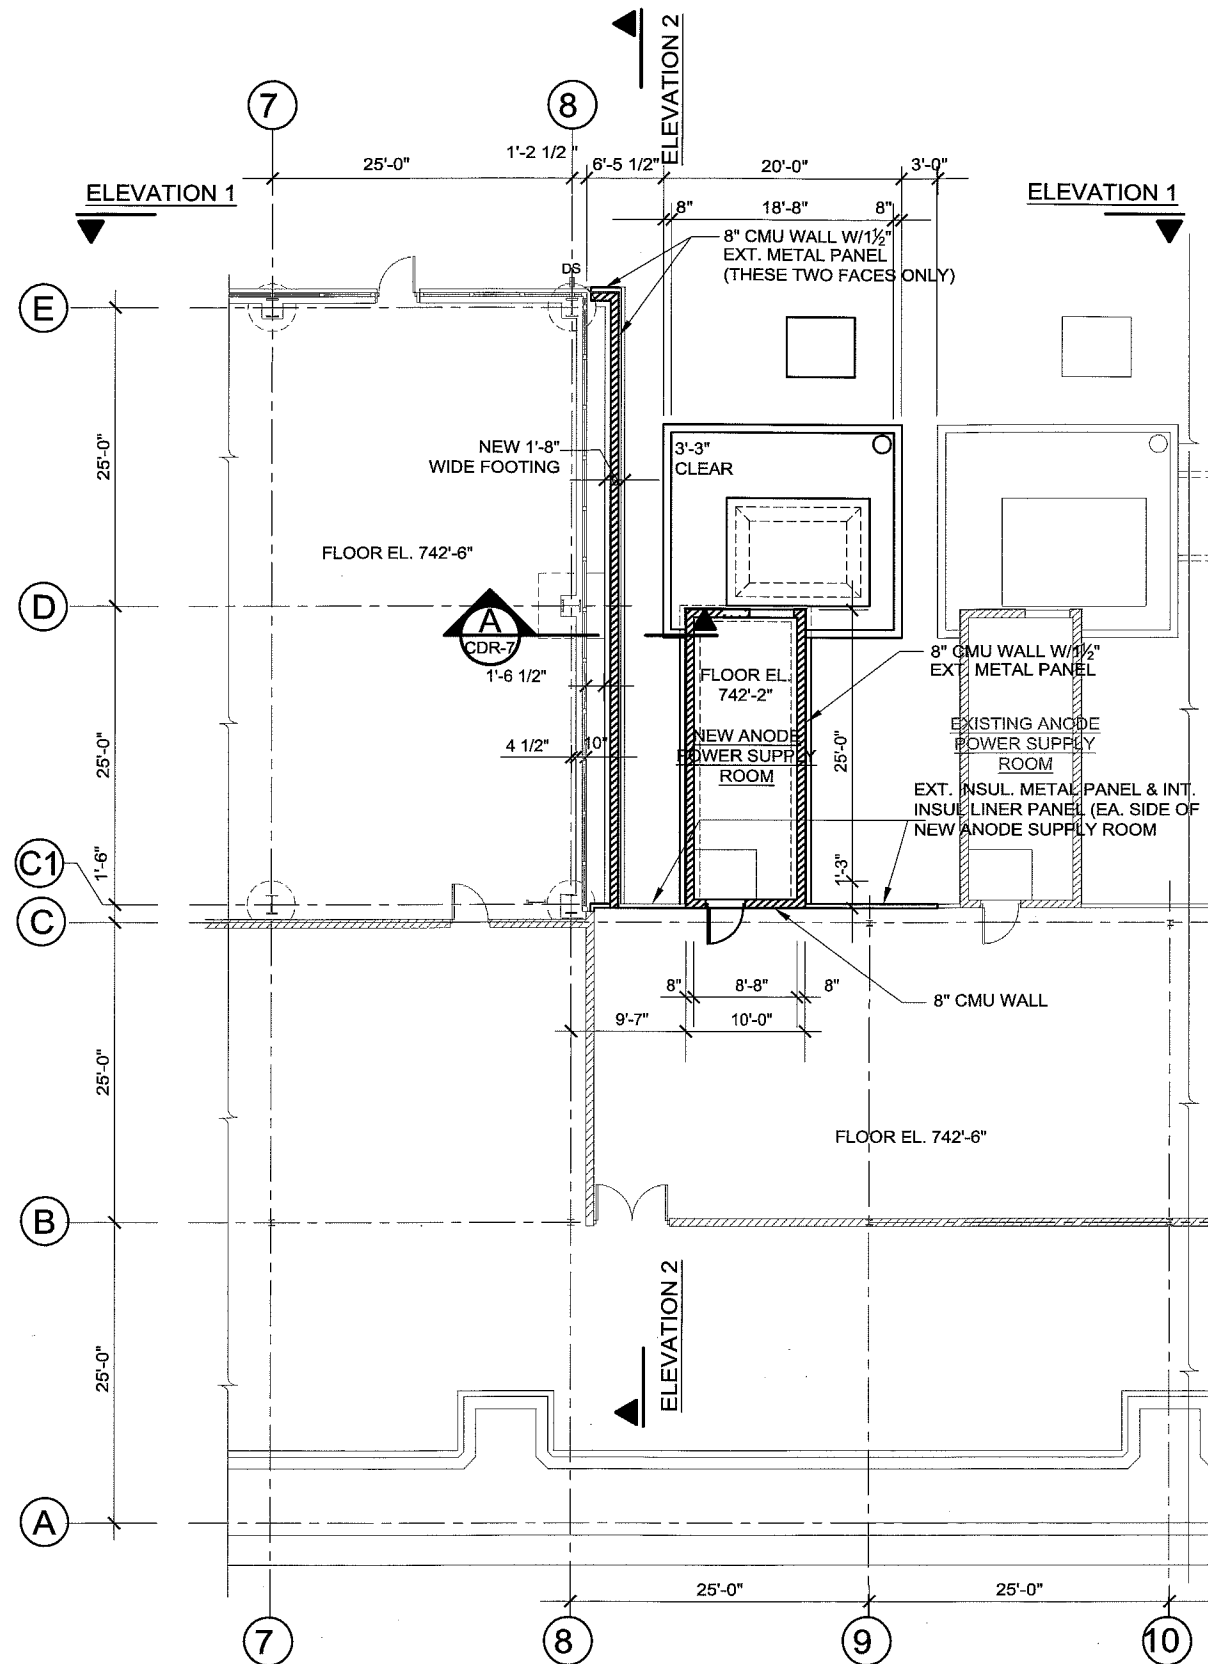 ELEVATION 2
7
8
25'-0"
1'-2 1/2 "
6'-5 1/2"
20'-0"
3'-0"
ELEVATION 1
ELEVATION 1
8"
18'-8"
8"
8" CMU WALL W/1½"
EXT. METAL PANEL
(THESE TWO FACES ONLY)
DS
E
NEW 1'-8"
WIDE FOOTING
3'-3"
CLEAR
25'-0"
FLOOR EL. 742'-6"
D
A
CDR-7
1'-6 1/2"
8" CMU WALL W/1½"
EXT. METAL PANEL
FLOOR EL.
742'-2"
NEW ANODE
POWER SUPPLY
ROOM
EXISTING ANODE
POWER SUPPLY
ROOM
25'-0"
4 1/2"
10"
25'-0"
EXT. INSUL. METAL PANEL & INT.
INSUL LINER PANEL (EA. SIDE OF
NEW ANODE SUPPLY ROOM
C1
1'-6"
1'-3"
C
8"
8'-8"
8"
8" CMU WALL
9'-7"
10'-0"
25'-0"
FLOOR EL. 742'-6"
B
ELEVATION 2
25'-0"
A
25'-0"
25'-0"
7
8
9
10